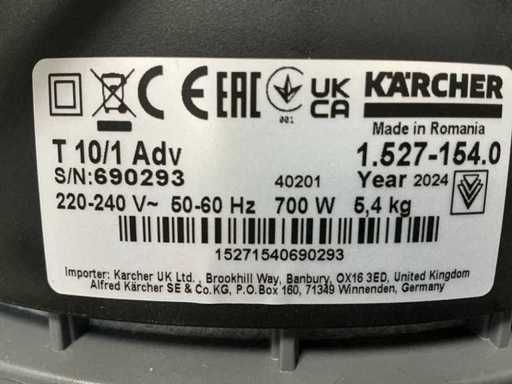 CE EAC UK CA KÄRCHER
001
Made in Romania
T 10/1 Adv 1.527-154.0
S/N:690293 40201 Year 2024
220-240 V~ 50-60 Hz 700 W 5,4 kg
15271540690293
Importer: Karcher UK Ltd. , Brookhill Way, Banbury, OX16 3ED, United Kingdom
Alfred Kärcher SE & Co.KG, P.O.Box 160, 71349 Winnenden, Germany